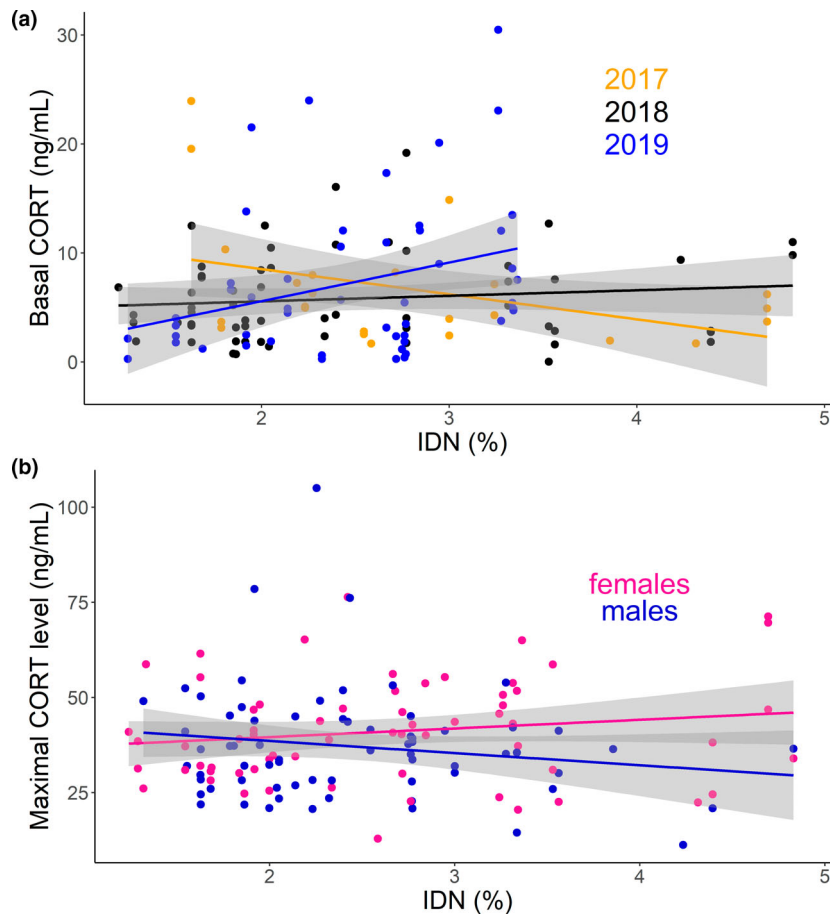 (a)
Basal CORT (ng/mL)
30
20
10
0
2017
2018
2019
2
3
4
5
IDN (%)
(b)
Maximal CORT level (ng/mL)
100
75
50
25
females
males
2
3
4
5
IDN (%)